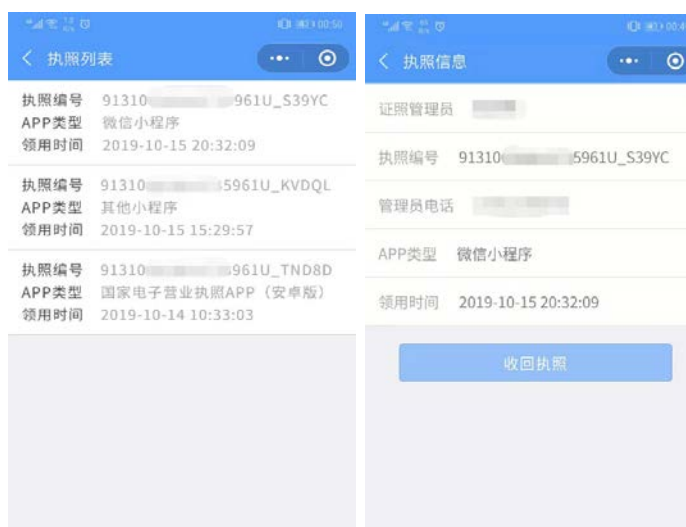 00:50
执照列表
执照编号 91310 961U_S39YC
APP类型 微信小程序
领用时间 2019-10-15 20:32:09
执照编号 91310 5961U_KVDQL
APP类型 其他小程序
领用时间 2019-10-15 15:29:57
执照编号 91310 961U_TND8D
APP类型 国家电子营业执照APP（安卓版）
领用时间 2019-10-14 10:33:03
执照信息
证照管理员
执照编号 91310 5961U_S39YC
管理员电话
APP类型 微信小程序
领用时间 2019-10-15 20:32:09
收回执照